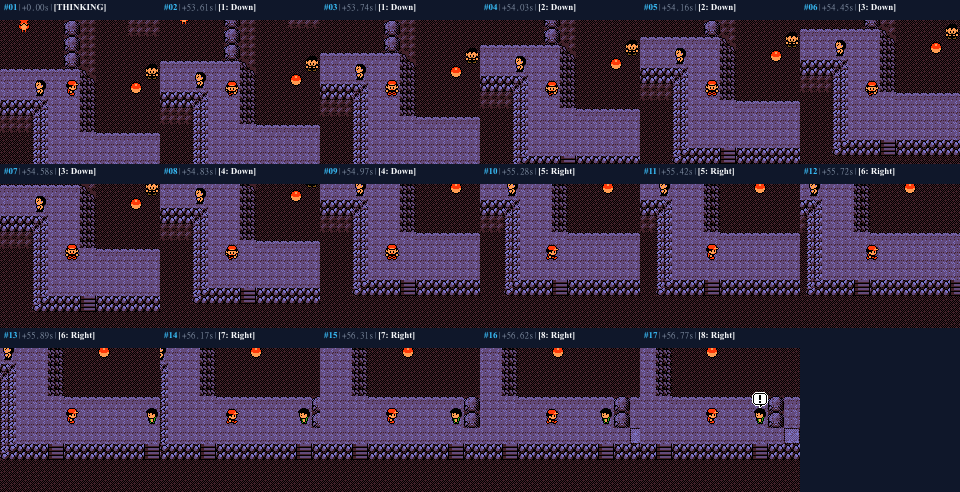 #01 | +0.00s | [THINKING]
#02 | +53.61s | [1: Down]
#03 | +53.74s | [1: Down]
#04 | +54.03s | [2: Down]
#05 | +54.16s | [2: Down]
#06 | +54.45s | [3: Down]
#07 | +54.58s | [3: Down]
#08 | +54.83s | [4: Down]
#09 | +54.97s | [4: Down]
#10 | +55.28s | [5: Right]
#11 | +55.42s | [5: Right]
#12 | +55.72s | [6: Right]
#13 | +55.89s | [6: Right]
#14 | +56.17s | [7: Right]
#15 | +56.31s | [7: Right]
#16 | +56.62s | [8: Right]
#17 | +56.77s | [8: Right]
!